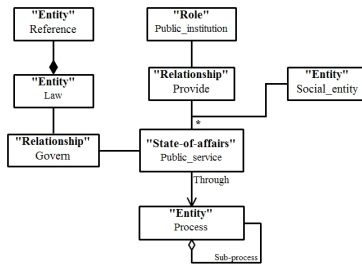 "Entity"
Reference
"Role"
Public_institution
"Entity"
Law
"Relationship"
Provide
"Entity"
Social_entity
*
"Relationship"
Govern
"State-of-affairs"
Public_service
Through
"Entity"
Process
Sub-process